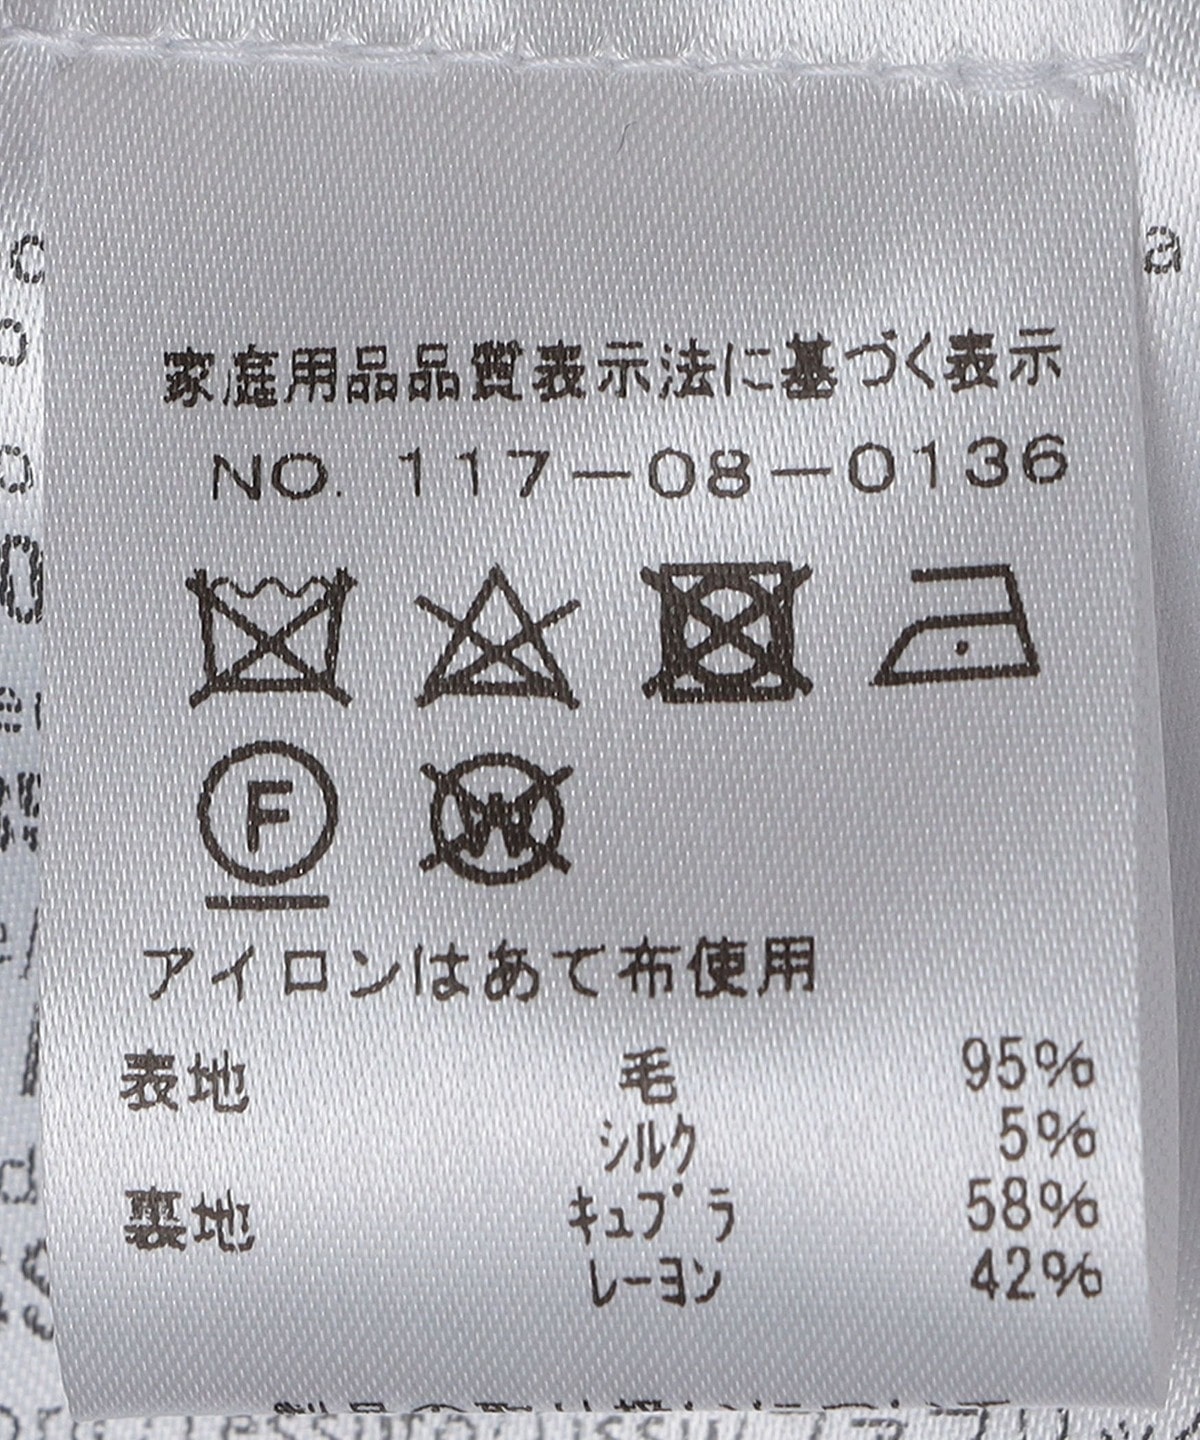 家庭用品品質表示法に基づく表示
NO. 117-08-0136
F
W
アイロンはあて布使用
表地 毛 95%
シルク 5%
裏地 キュプラ 58%
レーヨン 42%